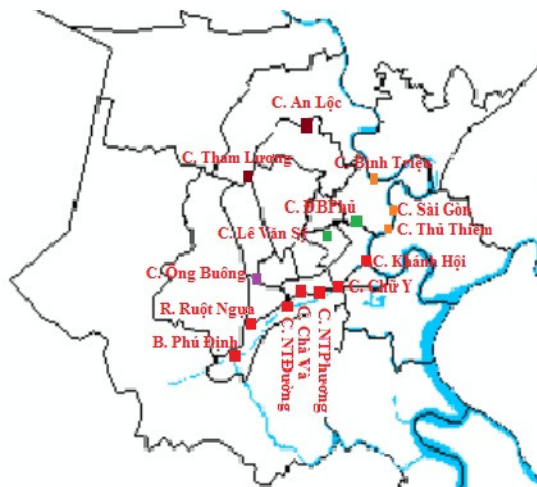 C. An Lộc
C. Tham Lương
C. Bình Triệu
C. ĐBPhủ
C. Sài Gòn
C. Lê Văn Sỹ
C. Thủ Thiêm
C. Khánh Hội
C. Ông Buông
C. Chữ Y
R. Ruột Ngựa
B. Phú Định
C. NTĐường
C. Chà Và
C. NTPhương